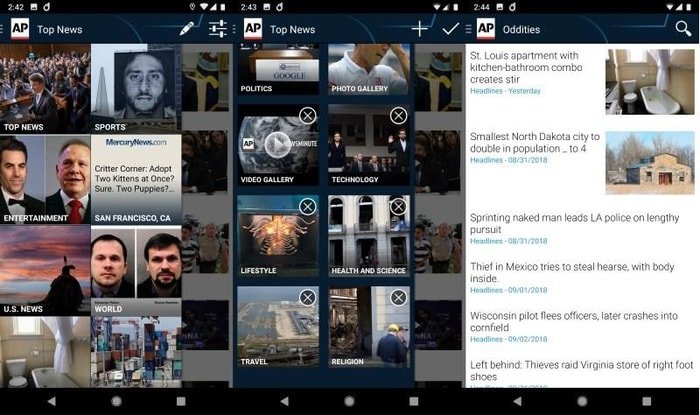 2:42
AP
Top News
TOP NEWS
SPORTS
MercuryNews.com
Critter Corner: Adopt
Two Kittens at Once?
Sure. Two Puppies?...
ENTERTAINMENT
SAN FRANCISCO, CA
U.S. NEWS
WORLD
2:43
AP
Top News
GOOGLE
POLITICS
PHOTO GALLERY
AP
NEWSMINUTE
VIDEO GALLERY
TECHNOLOGY
LIFESTYLE
HEALTH AND SCIENCE
TRAVEL
RELIGION
2:44
AP
Oddities
St. Louis apartment with
kitchen-bathroom combo
creates stir
Headlines - Yesterday
Smallest North Dakota city to
double in population _ to 4
Headlines - 08/31/2018
Sprinting naked man leads LA police on lengthy
pursuit
Headlines - 08/31/2018
Thief in Mexico tries to steal hearse, with body
inside.
Headlines - 09/01/2018
Wisconsin pilot flees officers, later crashes into
cornfield
Headlines - 09/02/2018
Left behind: Thieves raid Virginia store of right foot
shoes